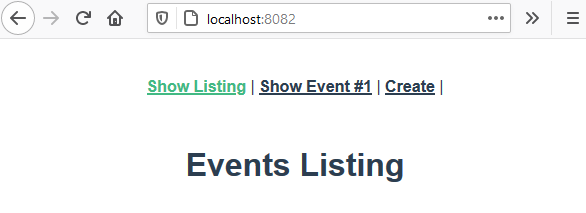 localhost:8082
Show Listing | Show Event #1 | Create |
Events Listing